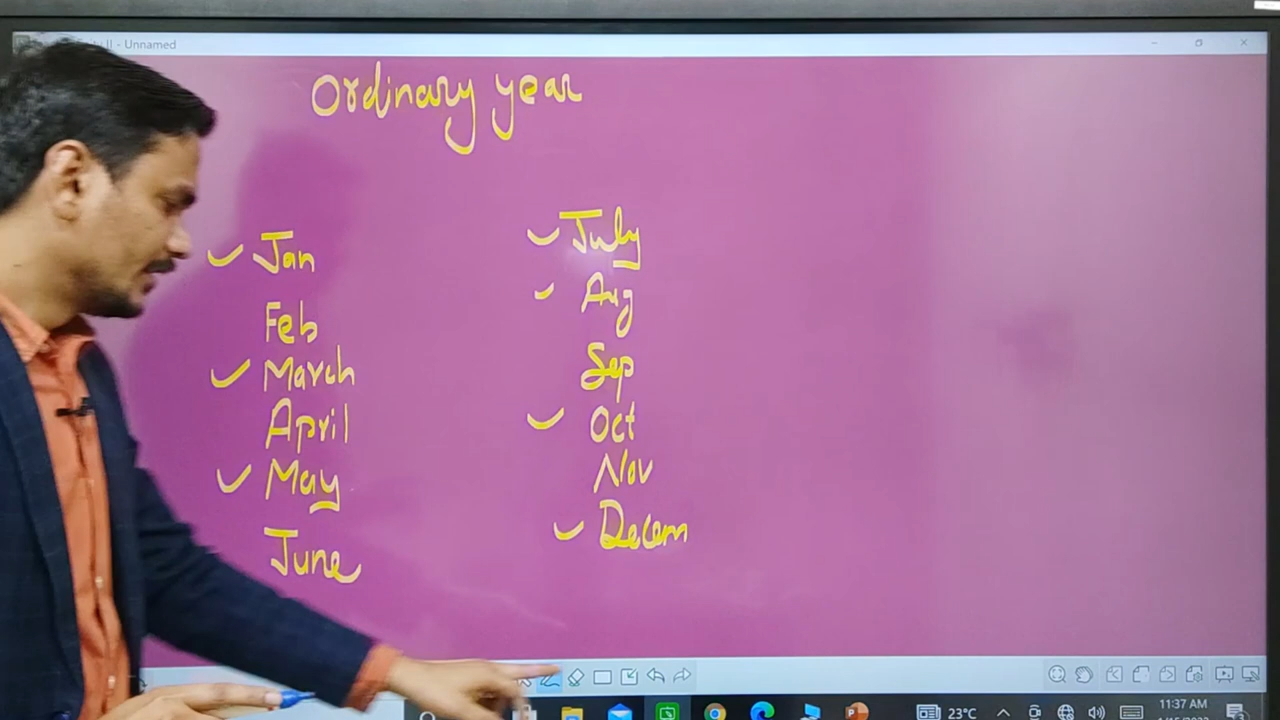 - Unnamed
Ordinary year
Jan
Feb
March
April
May
June
July
Aug
Sep
Oct
Nov
Decem
23°C
11:37 AM